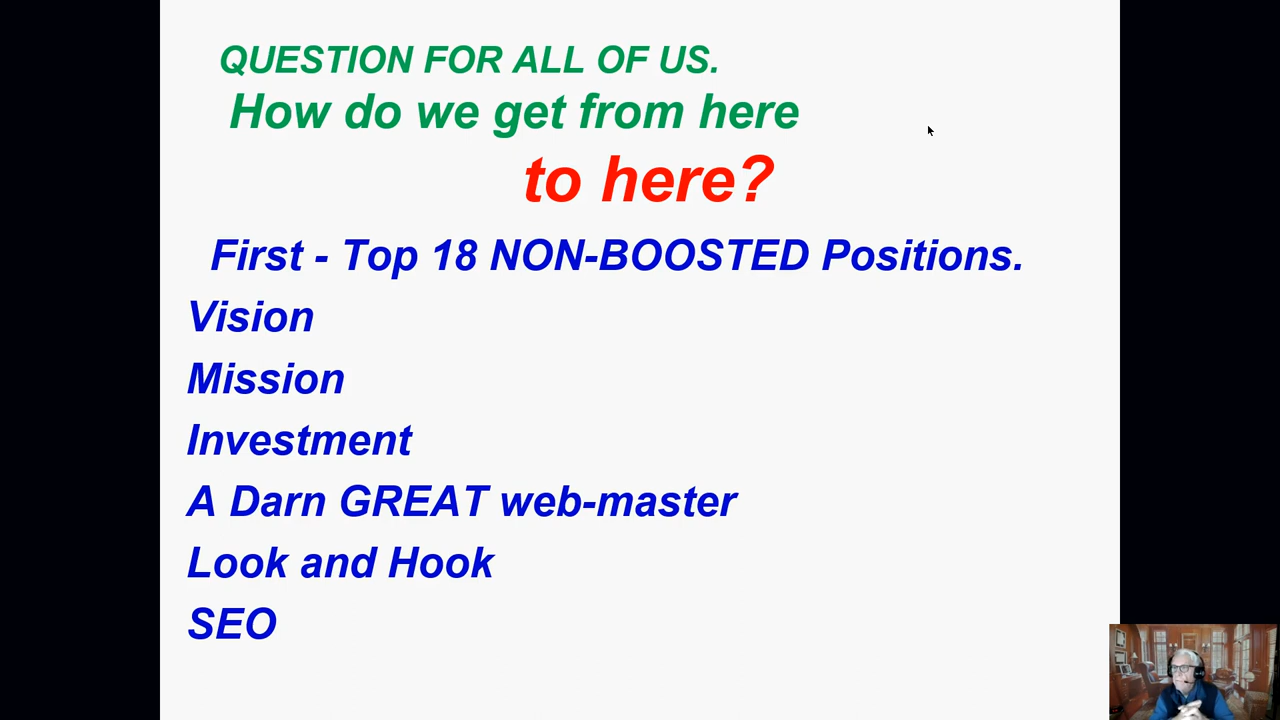 QUESTION FOR ALL OF US.
How do we get from here
to here?
First - Top 18 NON-BOOSTED Positions.
Vision
Mission
Investment
A Darn GREAT web-master
Look and Hook
SEO